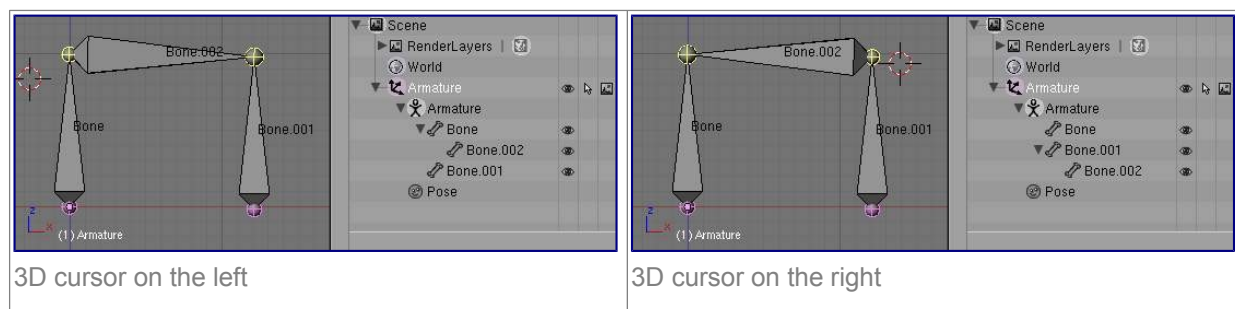 Bone.002
Bone
Bone.001
z
x
(1) Armature
Scene
RenderLayers |
World
Armature
Armature
Bone
Bone.002
Bone.001
Pose
3D cursor on the left
Bone.002
Bone
Bone.001
z
x
(1) Armature
Scene
RenderLayers |
World
Armature
Armature
Bone
Bone.001
Bone.002
Pose
3D cursor on the right